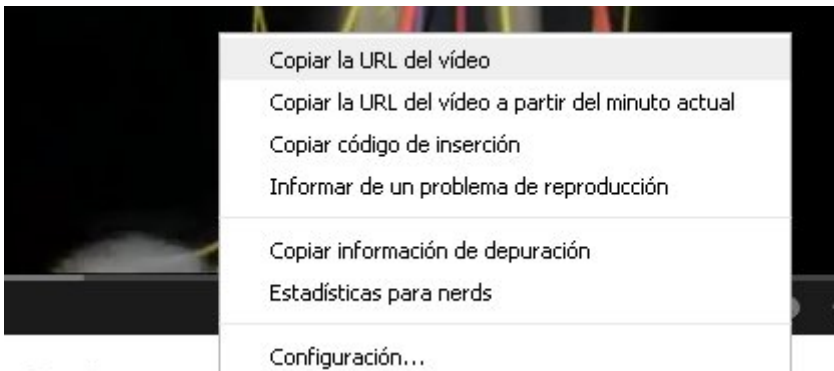 Copiar la URL del vídeo
Copiar la URL del vídeo a partir del minuto actual
Copiar código de inserción
Informar de un problema de reproducción
Copiar información de depuración
Estadísticas para nerds
Configuración...